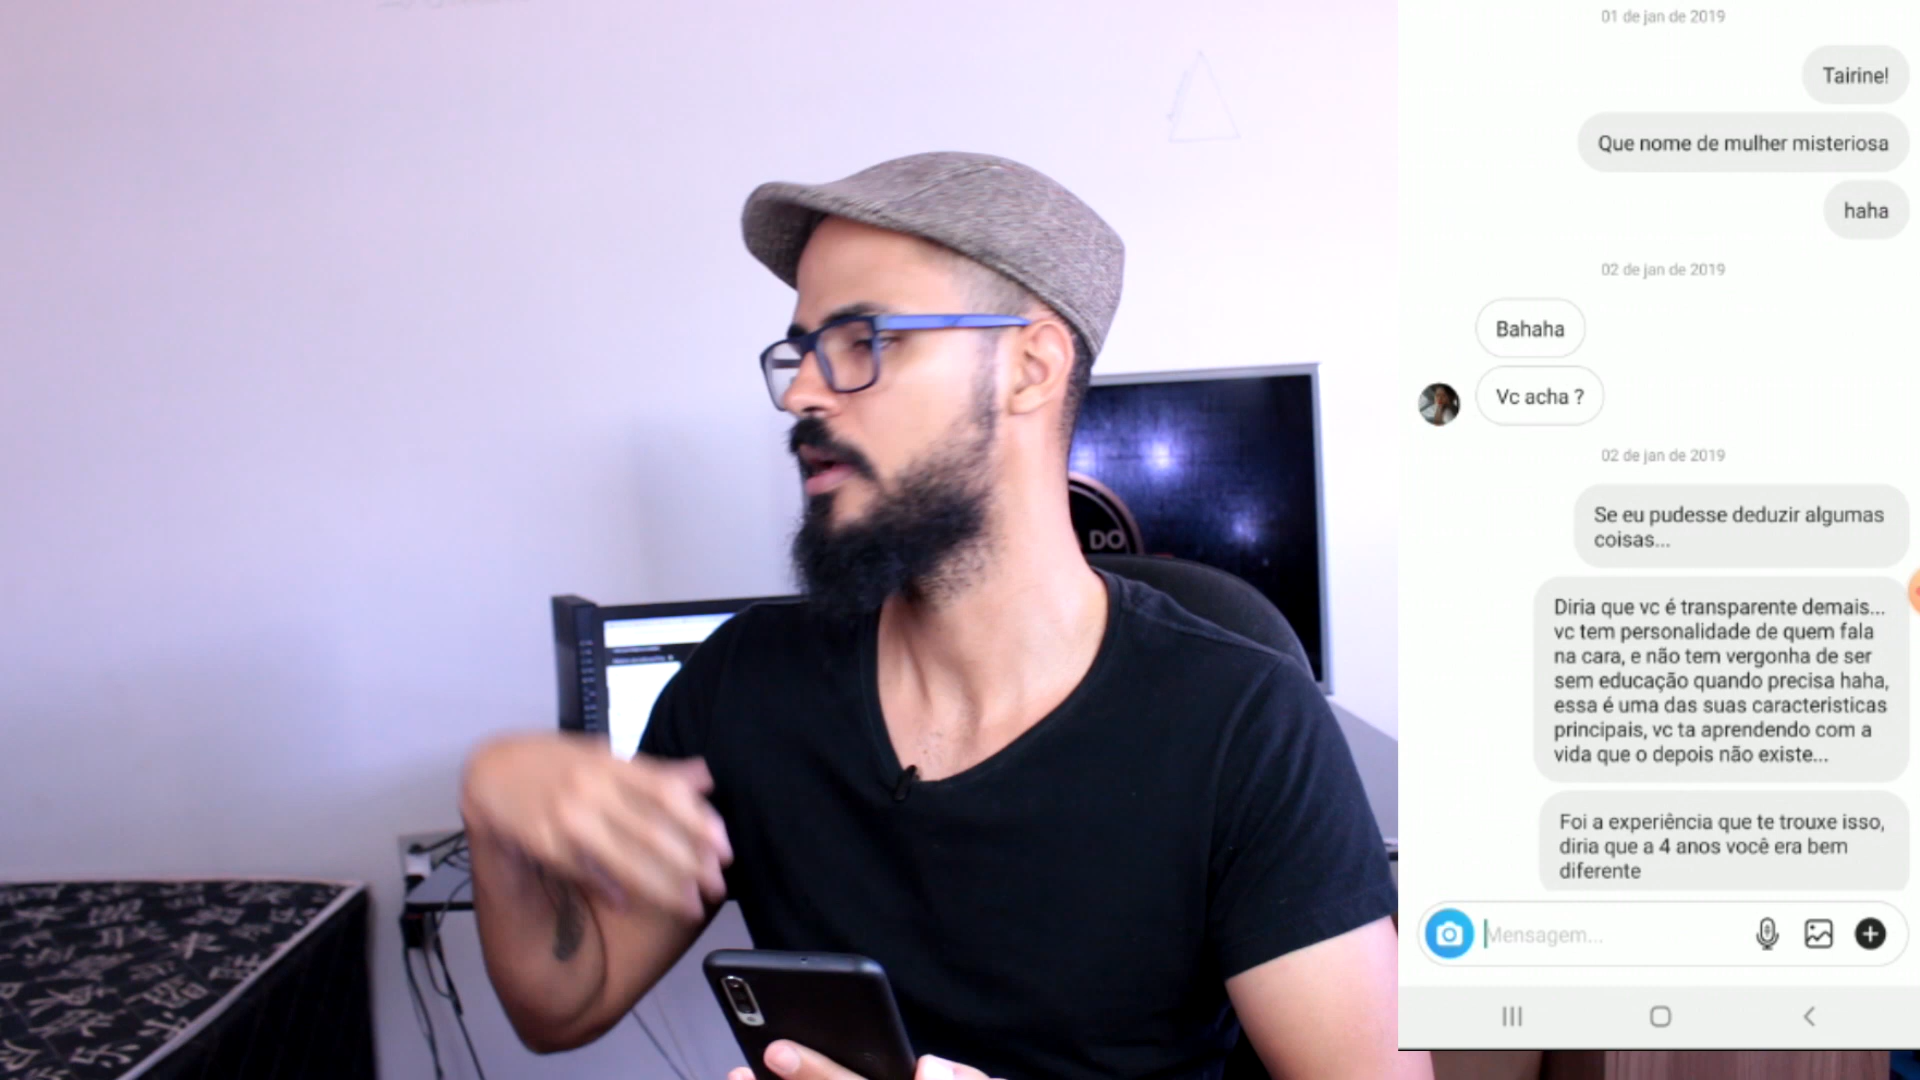 01 de jan de 2019
Tairine!
Que nome de mulher misteriosa
haha
02 de jan de 2019
Bahaha
Vc acha ?
02 de jan de 2019
Se eu pudesse deduzir algumas
coisas...
Diria que vc é transparente demais...
vc tem personalidade de quem fala
na cara, e não tem vergonha de ser
sem educação quando precisa haha,
essa é uma das suas caracteristicas
principais, vc ta aprendendo com a
vida que o depois não existe...
Foi a experiência que te trouxe isso,
diria que a 4 anos você era bem
diferente
Mensagem...
DO